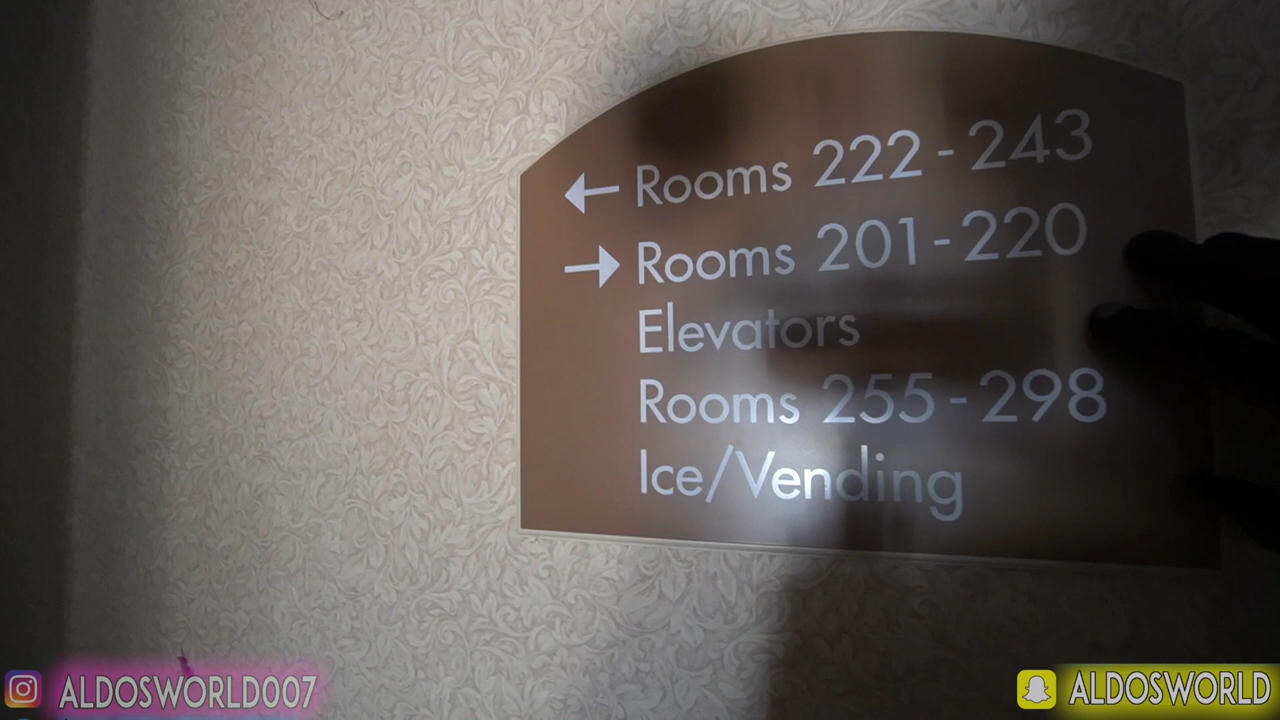 Rooms 222 - 243
Rooms 201 - 220
Elevators
Rooms 255 - 298
Ice/Vending
ALDOSWORLD007
ALDOSWORLD